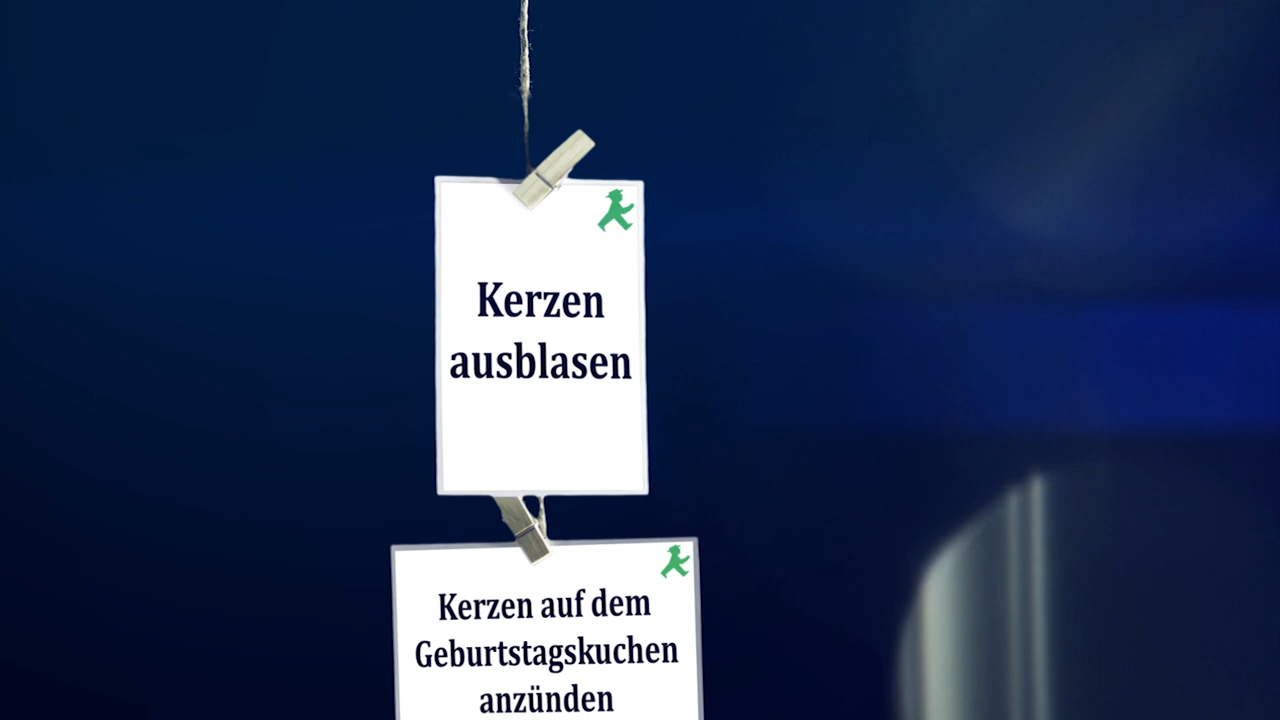 Kerzen
ausblasen
Kerzen auf dem
Geburtstagskuchen
anzünden